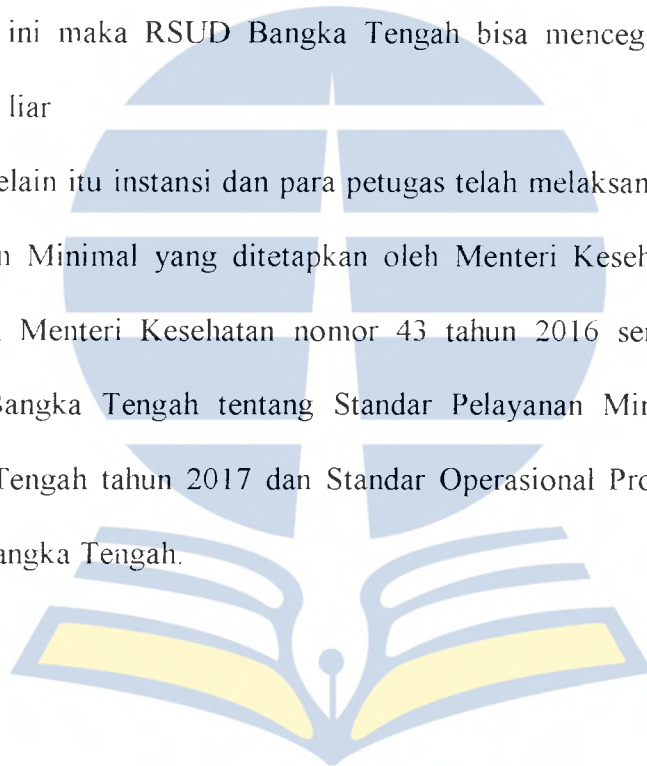 ini maka RSUD Bangka Tengah bisa menceg
liar
elain itu instansi dan para petugas telah melaksan
n Minimal yang ditetapkan oleh Menteri Keseh
Menteri Kesehatan nomor 43 tahun 2016 ser
Bangka Tengah tentang Standar Pelayanan Min
Tengah tahun 2017 dan Standar Operasional Pro
angka Tengah.